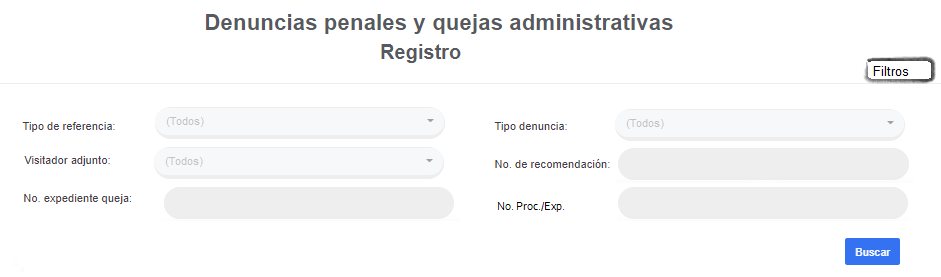 Denuncias penales y quejas administrativas
Registro
Filtros
Tipo de referencia: (Todos) Tipo denuncia: (Todos)
Visitador adjunto: (Todos) No. de recomendación:
No. expediente queja: No. Proc./Exp.
Buscar